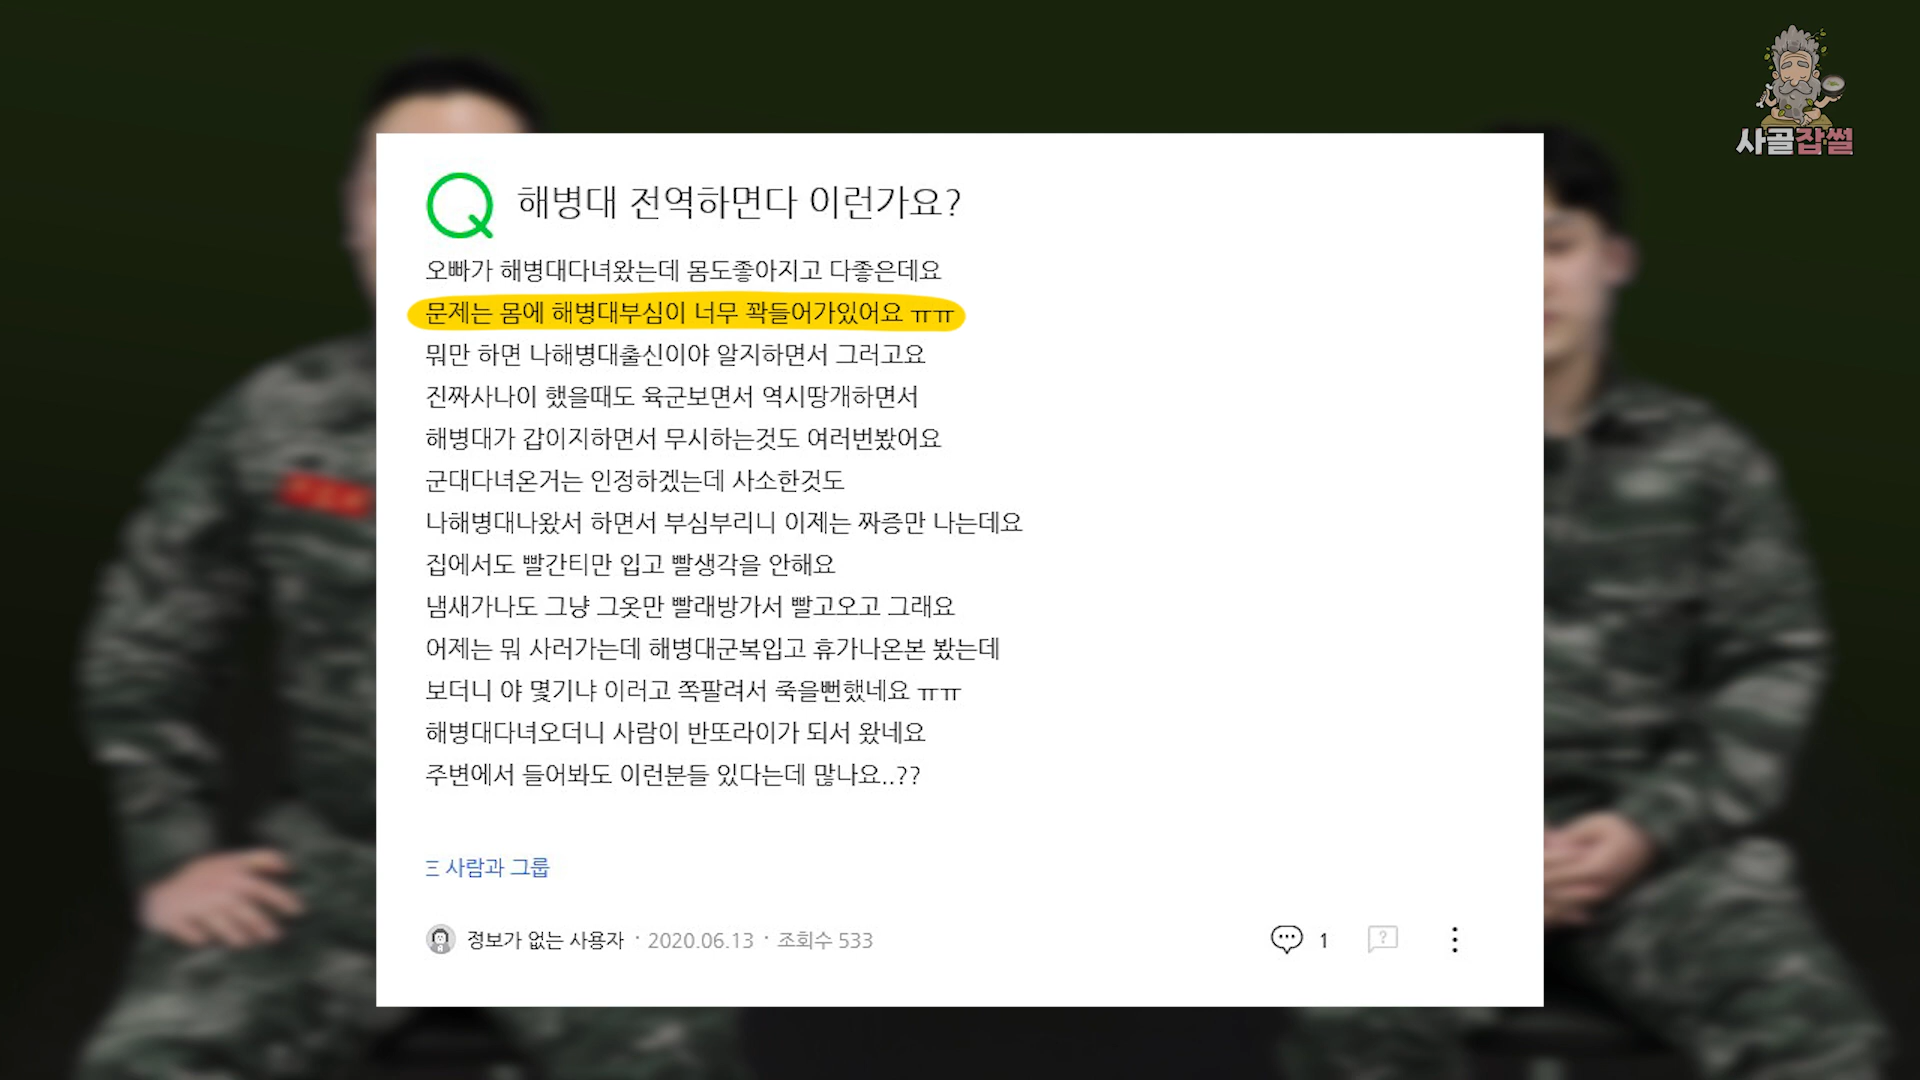 사골잡썰
해병대 전역하면다 이런가요?
오빠가 해병대다녀왔는데 몸도좋아지고 다좋은데요
문제는 몸에 해병대부심이 너무 꽉들어가있어요 ㅠㅠ
뭐만 하면 나해병대출신이야 알지하면서 그러고요
진짜사나이 했을때도 육군보면서 역시땅개하면서
해병대가 갑이지하면서 무시하는것도 여러번봤어요
군대다녀온거는 인정하겠는데 사소한것도
나해병대나왔서 하면서 부심부리니 이제는 짜증만 나는데요
집에서도 빨간티만 입고 빨생각을 안해요
냄새가나도 그냥 그옷만 빨래방가서 빨고오고 그래요
어제는 뭐 사러가는데 해병대군복입고 휴가나온본 봤는데
보더니 야 몇기냐 이러고 쪽팔려서 죽을뻔했네요 ㅠㅠ
해병대다녀오더니 사람이 반또라이가 되서 왔네요
주변에서 들어봐도 이런분들 있다는데 많나요..??
사람과 그룹
정보가 없는 사용자 · 2020.06.13 · 조회수 533
1